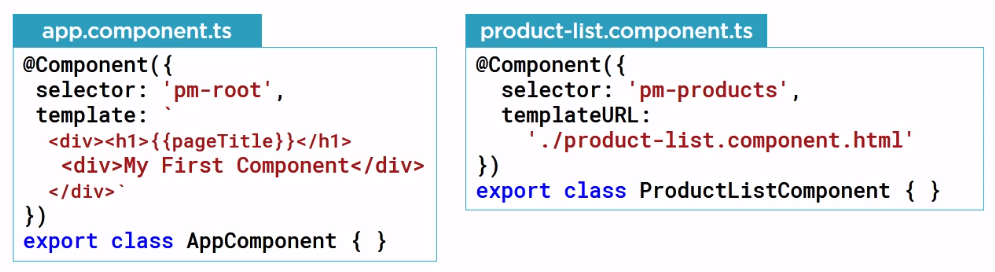 app.component.ts
@Component({
 selector: 'pm-root',
 template: `
  <div><h1>{{pageTitle}}</h1>
   <div>My First Component</div>
  </div>`
})
export class AppComponent { }
product-list.component.ts
@Component({
  selector: 'pm-products',
  templateURL:
    './product-list.component.html'
})
export class ProductListComponent { }